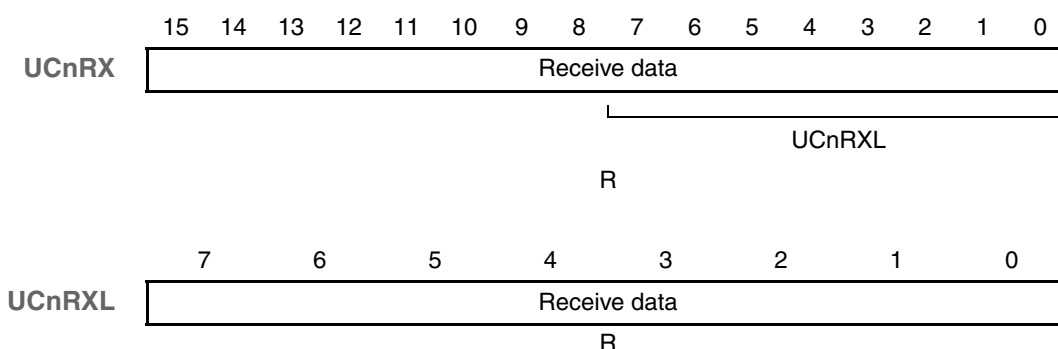 15 14 13 12 11 10 9 8 7 6 5 4 3 2 1 0
UCnRX Receive data
UCnRXL
R
7 6 5 4 3 2 1 0
UCnRXL Receive data
R